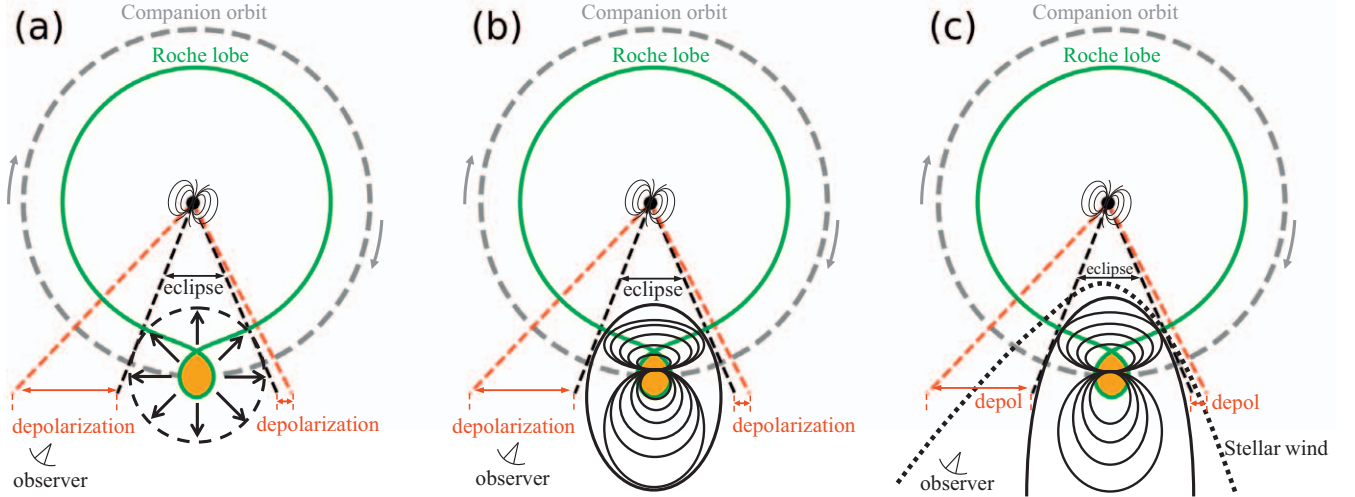 (a)
Companion orbit
Roche lobe
eclipse
depolarization
depolarization
observer
(b)
Companion orbit
Roche lobe
eclipse
depolarization
depolarization
observer
(c)
Companion orbit
Roche lobe
eclipse
depol
depol
Stellar wind
observer